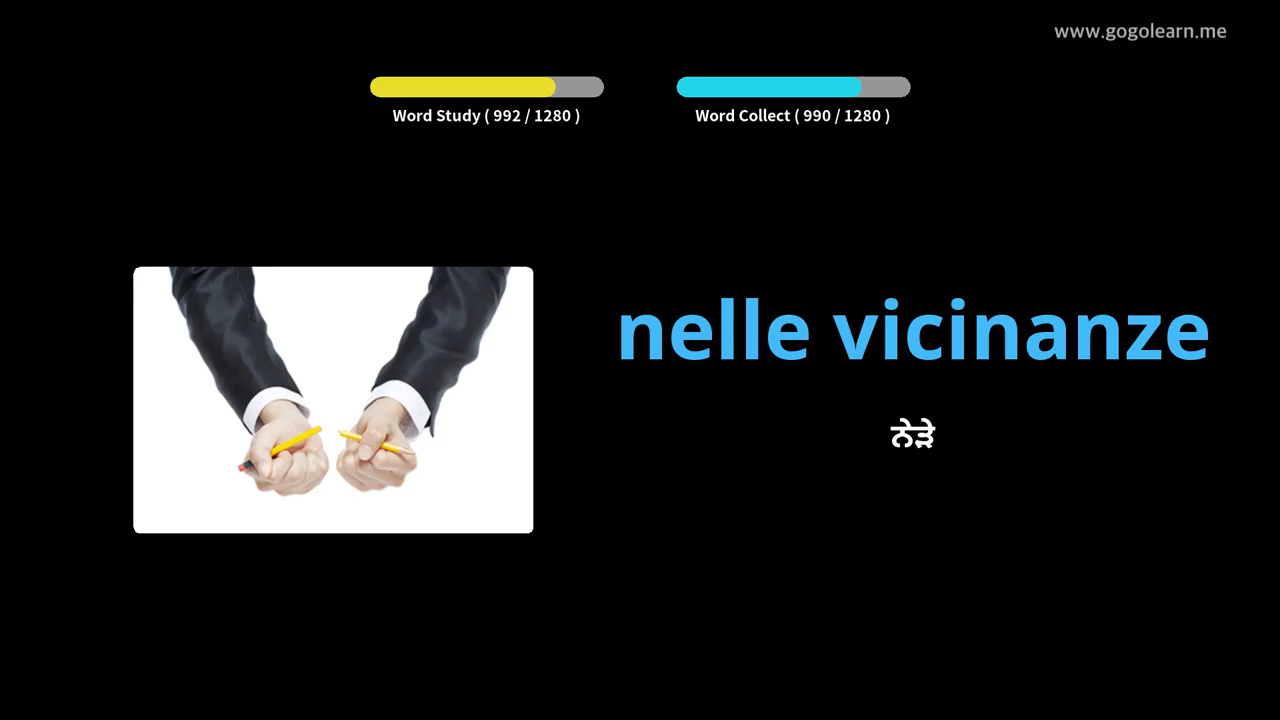 www.gogolearn.me
Word Study ( 992 / 1280 )
Word Collect ( 990 / 1280 )
nelle vicinanze
ਨੇੜੇ